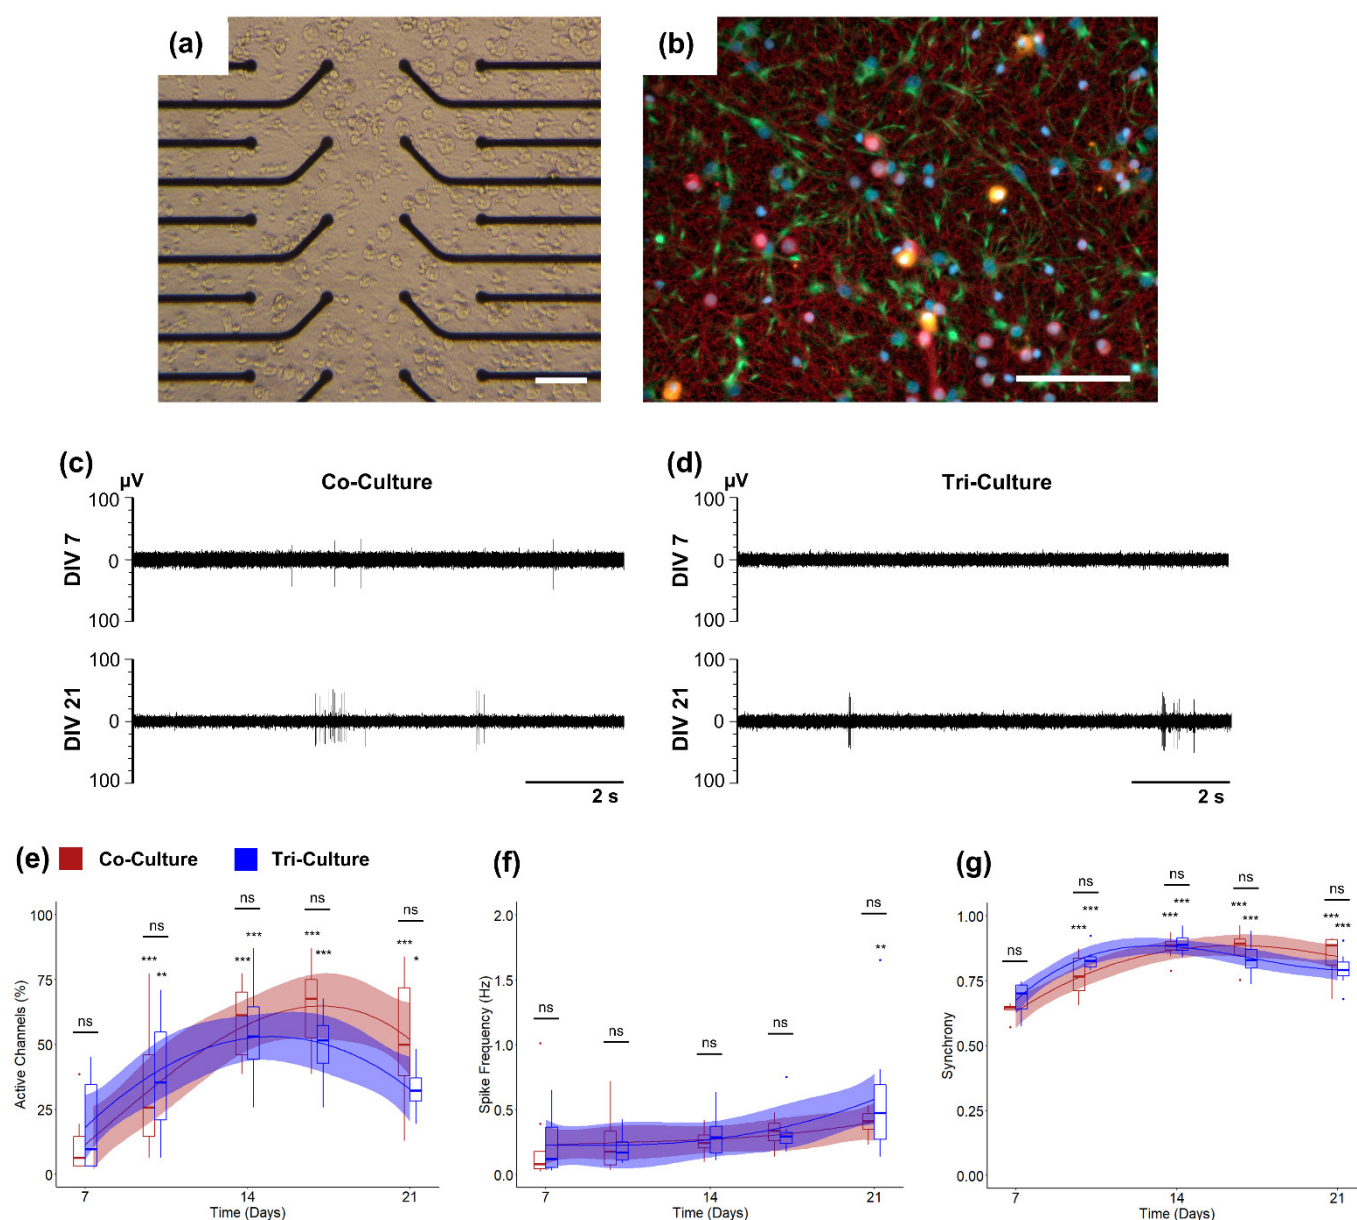 (a)
(b)
(c)
Co-Culture
µV
100
0
100
DIV 7
100
0
100
DIV 21
2 s
(d)
Tri-Culture
µV
100
0
100
DIV 7
100
0
100
DIV 21
2 s
(e)
Co-Culture
Tri-Culture
ns
ns
ns
ns
ns
***
**
***
***
***
***
***
*
100
75
50
25
0
Active Channels (%)
7
14
21
Time (Days)
(f)
ns
ns
ns
ns
ns
**
2.0
1.5
1.0
0.5
0.0
Spike Frequency (Hz)
7
14
21
Time (Days)
(g)
ns
ns
ns
ns
ns
***
***
***
***
***
***
***
***
1.00
0.75
0.50
0.25
0.00
Synchrony
7
14
21
Time (Days)